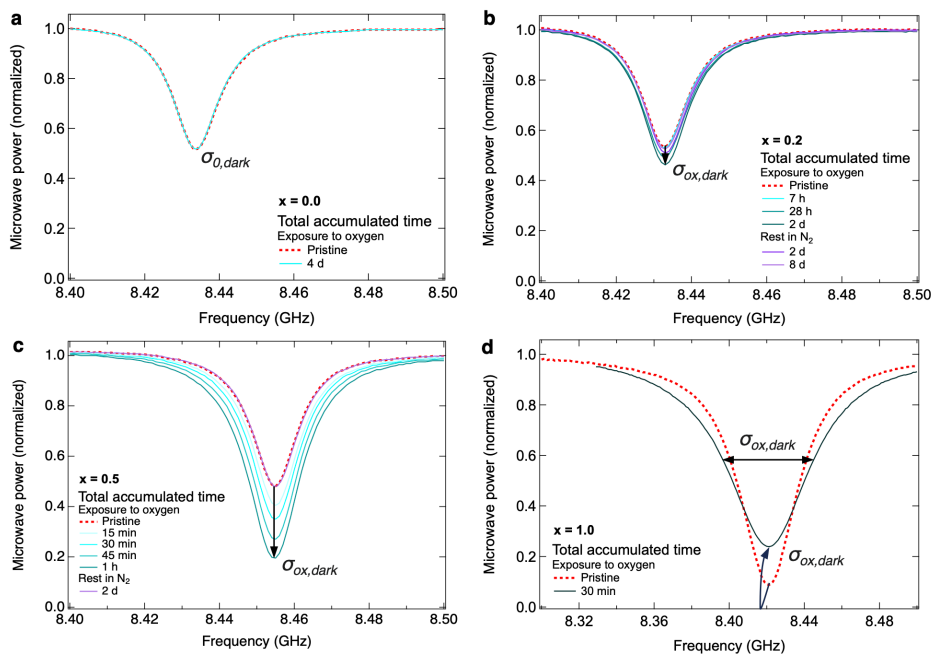 a
Microwave power (normalized)
1.0
0.8
0.6
0.4
0.2
0.0
σ0,dark
x = 0.0
Total accumulated time
Exposure to oxygen
Pristine
4 d
8.40 8.42 8.44 8.46 8.48 8.50
Frequency (GHz)
b
Microwave power (normalized)
1.0
0.8
0.6
0.4
0.2
0.0
σox,dark
x = 0.2
Total accumulated time
Exposure to oxygen
Pristine
7 h
28 h
2 d
Rest in N2
2 d
8 d
8.40 8.42 8.44 8.46 8.48 8.50
Frequency (GHz)
c
Microwave power (normalized)
1.0
0.8
0.6
0.4
0.2
0.0
σox,dark
x = 0.5
Total accumulated time
Exposure to oxygen
Pristine
15 min
30 min
45 min
1 h
Rest in N2
2 d
8.40 8.42 8.44 8.46 8.48 8.50
Frequency (GHz)
d
Microwave power (normalized)
1.0
0.8
0.6
0.4
0.2
0.0
σox,dark
σox,dark
x = 1.0
Total accumulated time
Exposure to oxygen
Pristine
30 min
8.32 8.36 8.40 8.44 8.48
Frequency (GHz)